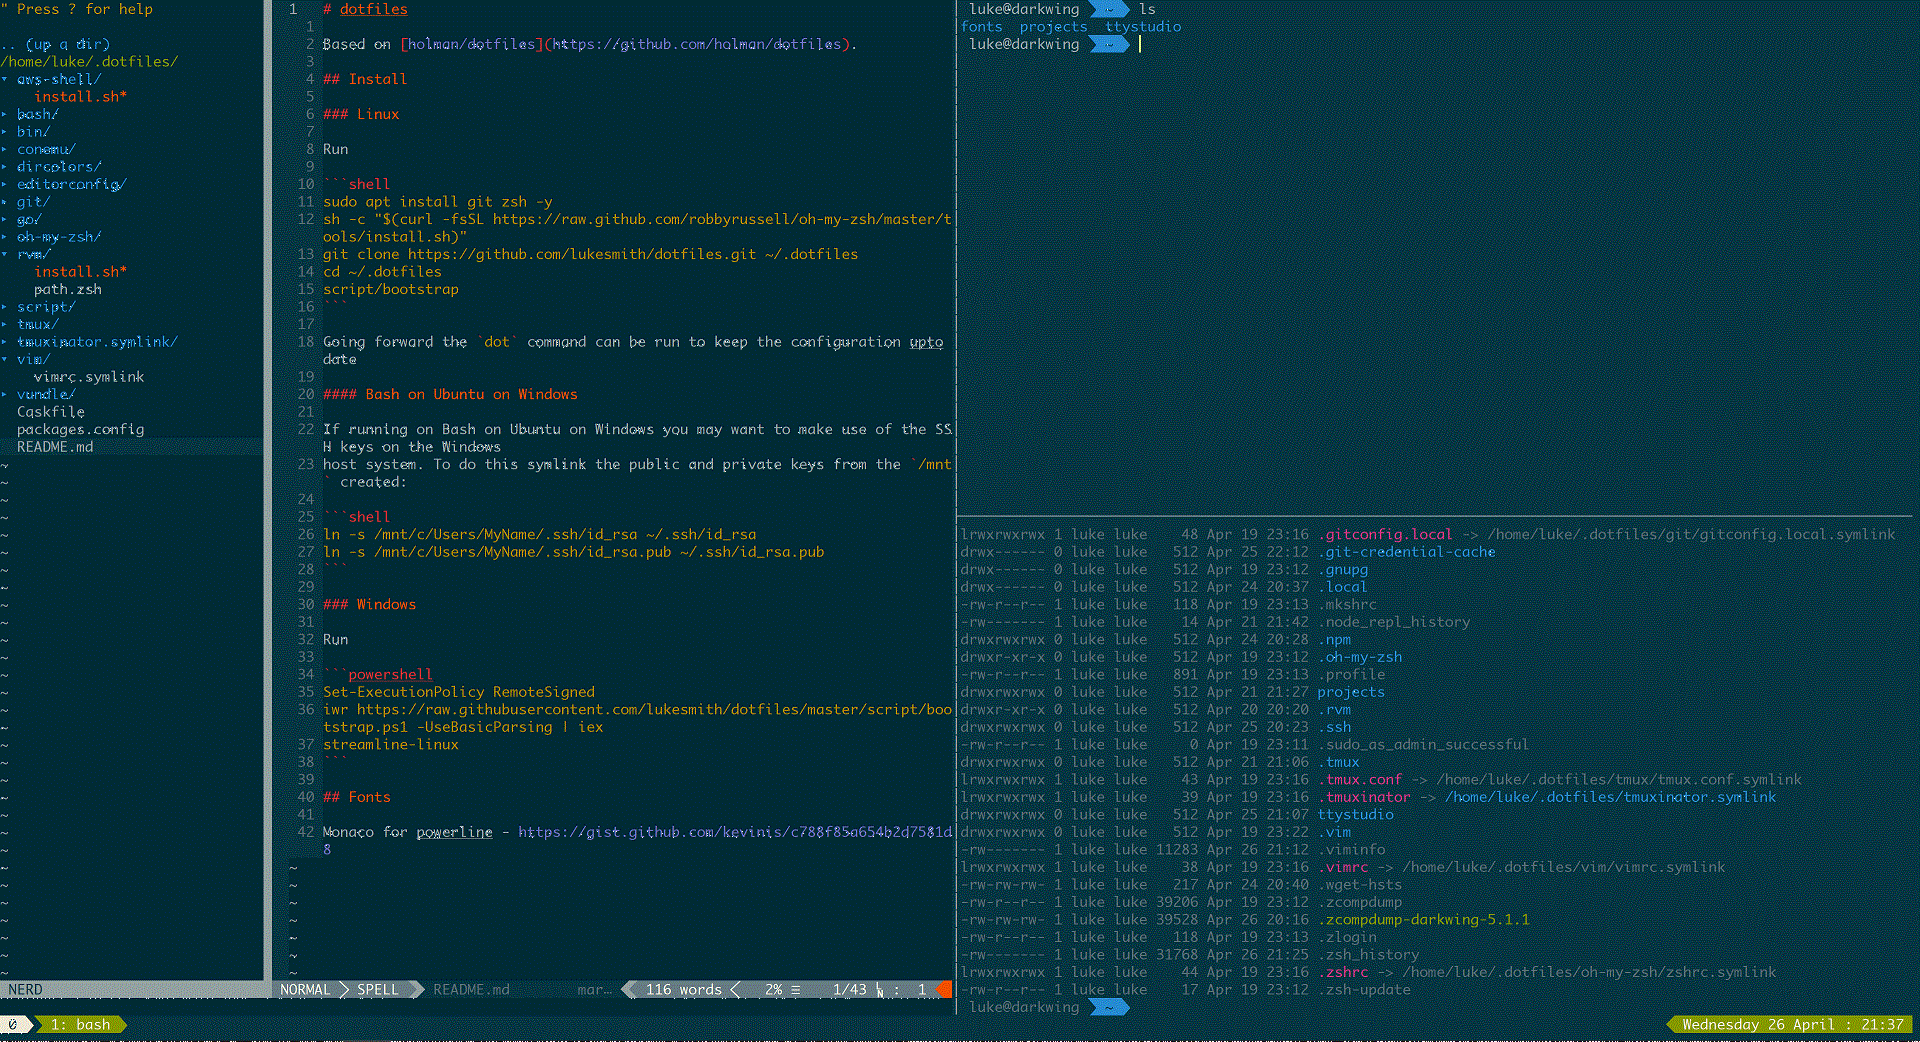 " Press ? for help
.. (up a dir)
/home/luke/.dotfiles/
▾ aws-shell/
install.sh*
▸ bash/
▸ bin/
▸ conemu/
▸ dircolors/
▸ editorconfig/
▸ git/
▸ go/
▸ oh-my-zsh/
▾ rvm/
install.sh*
path.zsh
▸ script/
▸ tmux/
▸ tmuxinator.symlink/
▾ vim/
vimrc.symlink
▸ vundle/
Caskfile
packages.config
README.md
NERD
1 # dotfiles
1
2 Based on [holman/dotfiles](https://github.com/holman/dotfiles).
3
4 ## Install
5
6 ### Linux
7
8 Run
9
10 ```shell
11 sudo apt install git zsh -y
12 sh -c "$(curl -fsSL https://raw.github.com/robbyrussell/oh-my-zsh/master/t
ools/install.sh)"
13 git clone https://github.com/lukesmith/dotfiles.git ~/.dotfiles
14 cd ~/.dotfiles
15 script/bootstrap
16 ```
17
18 Going forward the `dot` command can be run to keep the configuration upto
date
19
20 #### Bash on Ubuntu on Windows
21
22 If running on Bash on Ubuntu on Windows you may want to make use of the SS
H keys on the Windows
23 host system. To do this symlink the public and private keys from the `/mnt
` created:
24
25 ```shell
26 ln -s /mnt/c/Users/MyName/.ssh/id_rsa ~/.ssh/id_rsa
27 ln -s /mnt/c/Users/MyName/.ssh/id_rsa.pub ~/.ssh/id_rsa.pub
28 ```
29
30 ### Windows
31
32 Run
33
34 ```powershell
35 Set-ExecutionPolicy RemoteSigned
36 iwr https://raw.githubusercontent.com/lukesmith/dotfiles/master/script/boo
tstrap.ps1 -UseBasicParsing | iex
37 streamline-linux
38 ```
39
40 ## Fonts
41
42 Monaco for powerline - https://gist.github.com/kevinis/c788f85a654b2d7581d
8
NORMAL SPELL README.md mar… 116 words 2% ☰ 1/43 : 1
luke@darkwing ~ ls
fonts projects ttystudio
luke@darkwing ~
lrwxrwxrwx 1 luke luke 48 Apr 19 23:16 .gitconfig.local -> /home/luke/.dotfiles/git/gitconfig.local.symlink
drwx------ 0 luke luke 512 Apr 25 22:12 .git-credential-cache
drwx------ 0 luke luke 512 Apr 19 23:12 .gnupg
drwx------ 0 luke luke 512 Apr 24 20:37 .local
-rw-r--r-- 1 luke luke 118 Apr 19 23:13 .mkshrc
-rw------- 1 luke luke 14 Apr 21 21:42 .node_repl_history
drwxrwxrwx 0 luke luke 512 Apr 24 20:28 .npm
drwxr-xr-x 0 luke luke 512 Apr 19 23:12 .oh-my-zsh
-rw-r--r-- 1 luke luke 891 Apr 19 23:13 .profile
drwxrwxrwx 0 luke luke 512 Apr 21 21:27 projects
drwxr-xr-x 0 luke luke 512 Apr 20 20:20 .rvm
drwxrwxrwx 0 luke luke 512 Apr 25 20:23 .ssh
-rw-r--r-- 1 luke luke 0 Apr 19 23:11 .sudo_as_admin_successful
drwxrwxrwx 0 luke luke 512 Apr 21 21:06 .tmux
lrwxrwxrwx 1 luke luke 43 Apr 19 23:16 .tmux.conf -> /home/luke/.dotfiles/tmux/tmux.conf.symlink
lrwxrwxrwx 1 luke luke 39 Apr 19 23:16 .tmuxinator -> /home/luke/.dotfiles/tmuxinator.symlink
drwxrwxrwx 0 luke luke 512 Apr 25 21:07 ttystudio
drwxrwxrwx 0 luke luke 512 Apr 19 23:22 .vim
-rw------- 1 luke luke 11283 Apr 26 21:12 .viminfo
lrwxrwxrwx 1 luke luke 38 Apr 19 23:16 .vimrc -> /home/luke/.dotfiles/vim/vimrc.symlink
-rw-rw-rw- 1 luke luke 217 Apr 24 20:40 .wget-hsts
-rw-r--r-- 1 luke luke 39206 Apr 19 23:12 .zcompdump
-rw-rw-rw- 1 luke luke 39528 Apr 26 20:16 .zcompdump-darkwing-5.1.1
-rw-r--r-- 1 luke luke 118 Apr 19 23:13 .zlogin
-rw------- 1 luke luke 31768 Apr 26 21:25 .zsh_history
lrwxrwxrwx 1 luke luke 44 Apr 19 23:16 .zshrc -> /home/luke/.dotfiles/oh-my-zsh/zshrc.symlink
-rw-r--r-- 1 luke luke 17 Apr 19 23:12 .zsh-update
luke@darkwing ~
0 1: bash
Wednesday 26 April : 21:37